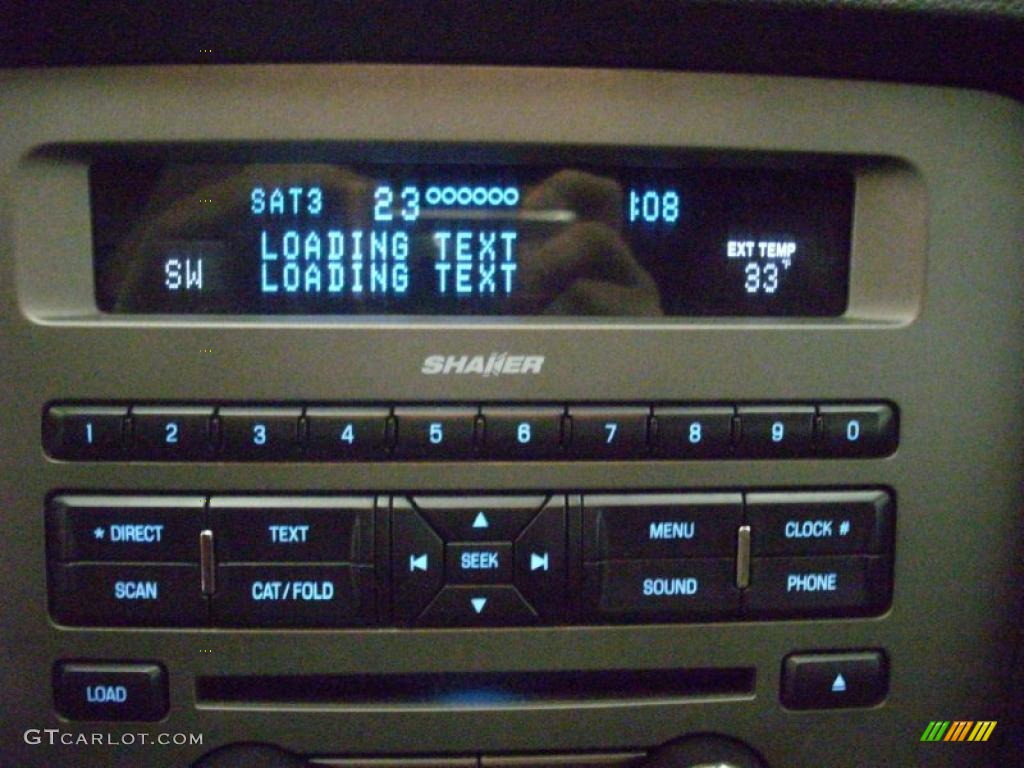 SAT3 23 1:08
LOADING TEXT
EXT TEMP
SW LOADING TEXT 33°F
SHAKER
1 2 3 4 5 6 7 8 9 0
* DIRECT TEXT MENU CLOCK #
SEEK
SCAN CAT/FOLD SOUND PHONE
LOAD
GTCARLOT.COM